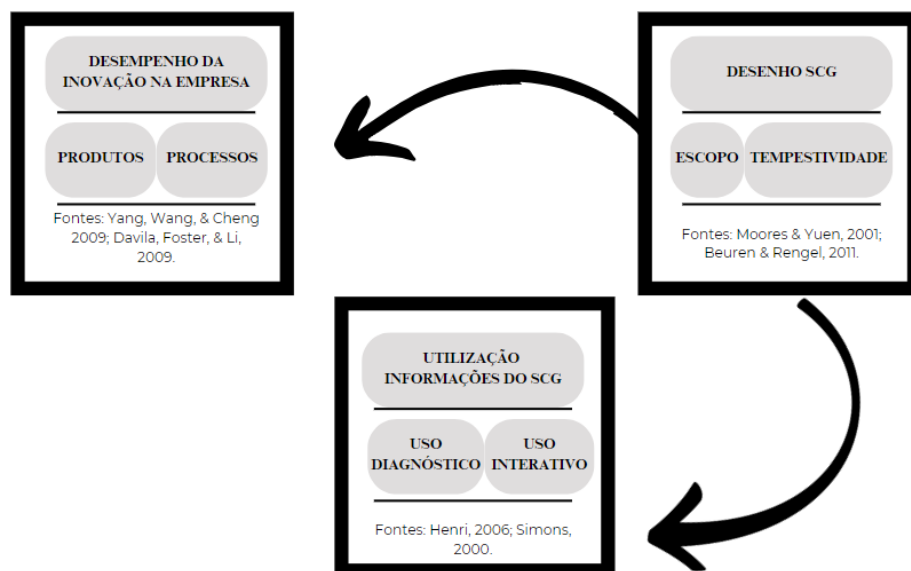 DESEMPENHO DA
INOVAÇÃO NA EMPRESA
PRODUTOS
PROCESSOS
Fontes: Yang, Wang, & Cheng
2009; Davila, Foster, & Li,
2009.
DESENHO SCG
ESCOPO
TEMPESTIVIDADE
Fontes: Moores & Yuen, 2001;
Beuren & Rengel, 2011.
UTILIZAÇÃO
INFORMAÇÕES DO SCG
USO
DIAGNÓSTICO
USO
INTERATIVO
Fontes: Henri, 2006; Simons,
2000.